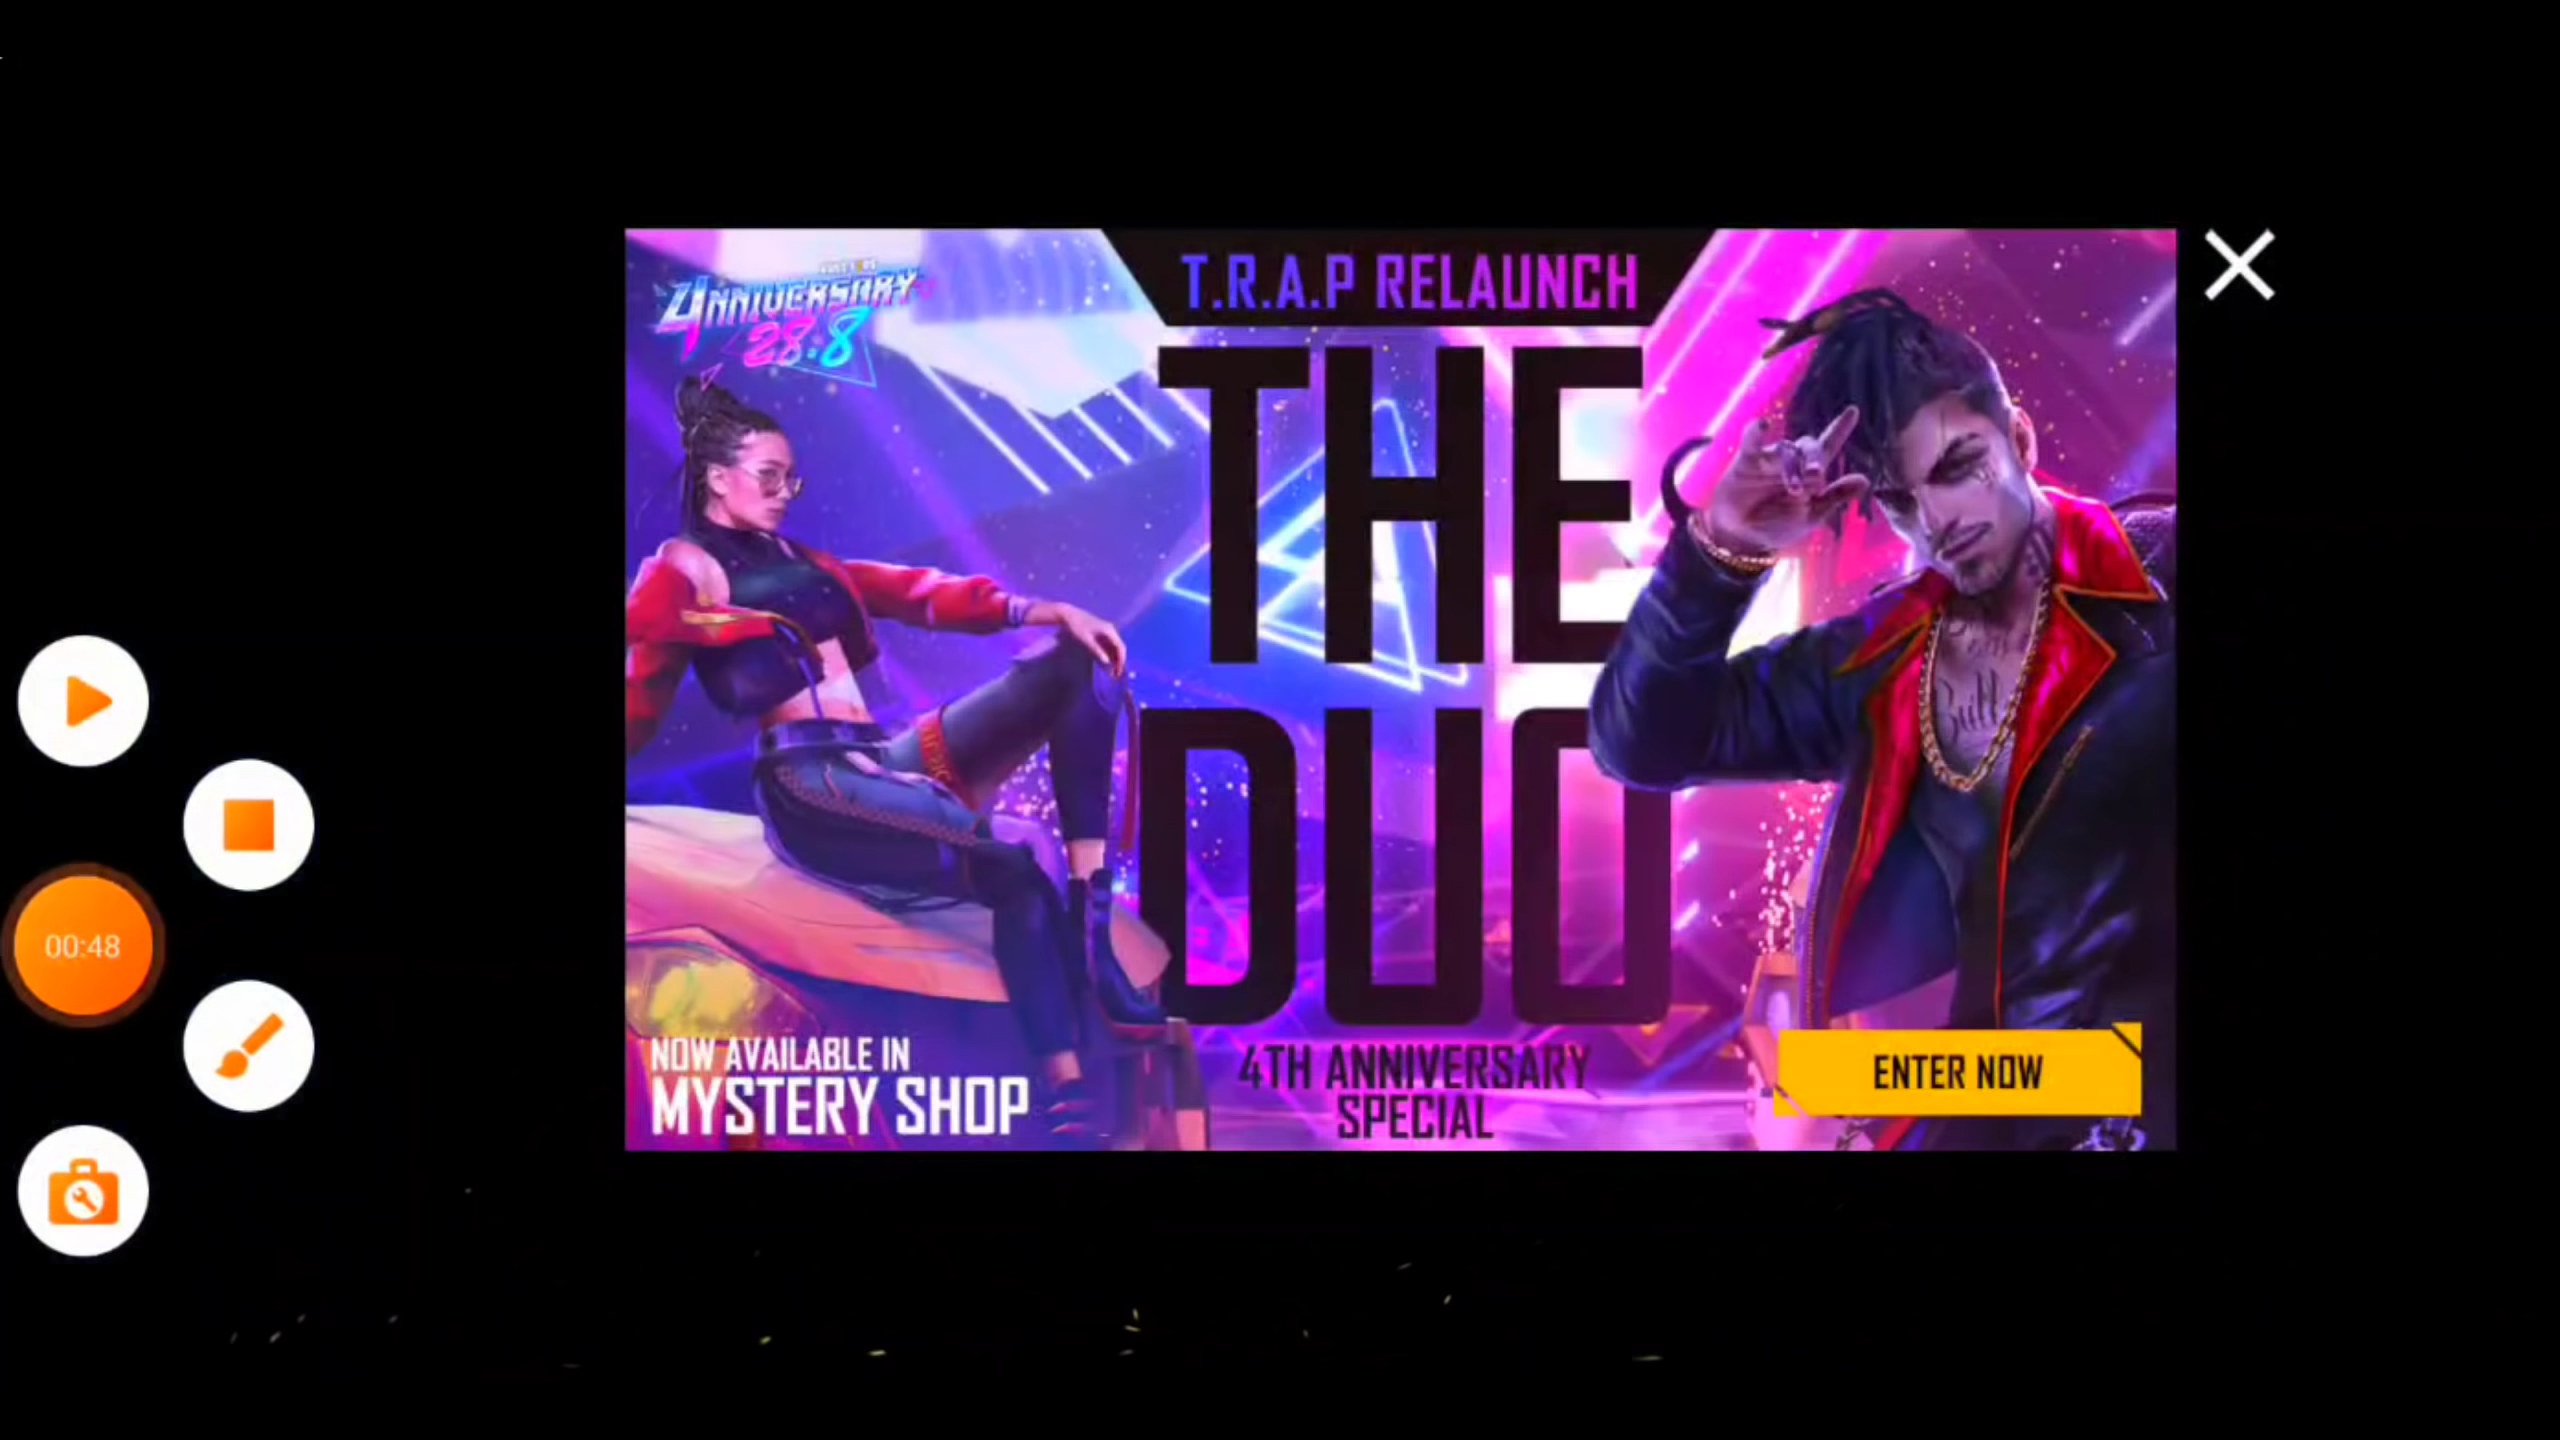 4NNIVERSARY
28.8
T.R.A.P RELAUNCH
THE
DUO
NOW AVAILABLE IN
MYSTERY SHOP
4TH ANNIVERSARY
SPECIAL
ENTER NOW
00:48